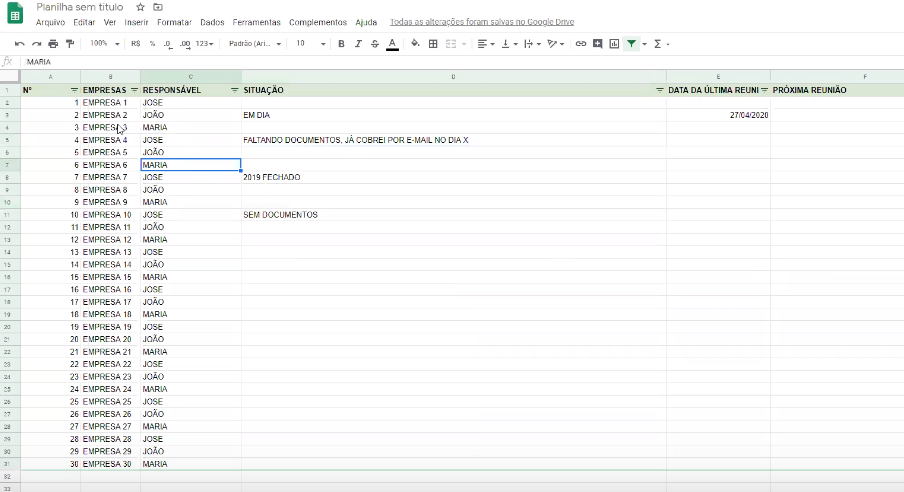 Planilha sem título
Arquivo Editar Ver Inserir Formatar Dados Ferramentas Complementos Ajuda Todas as alterações foram salvas no Google Drive
100% R$ % .0 .00 123 Padrão (Ari... 10 B I S A
fx MARIA
A B C D E F
1 Nº EMPRESAS RESPONSÁVEL SITUAÇÃO DATA DA ÚLTIMA REUNI PRÓXIMA REUNIÃO
2 1 EMPRESA 1 JOSE
3 2 EMPRESA 2 JOÃO EM DIA 27/04/2020
4 3 EMPRESA 3 MARIA
5 4 EMPRESA 4 JOSE FALTANDO DOCUMENTOS, JÁ COBREI POR E-MAIL NO DIA X
6 5 EMPRESA 5 JOÃO
7 6 EMPRESA 6 MARIA
8 7 EMPRESA 7 JOSE 2019 FECHADO
9 8 EMPRESA 8 JOÃO
10 9 EMPRESA 9 MARIA
11 10 EMPRESA 10 JOSE SEM DOCUMENTOS
12 11 EMPRESA 11 JOÃO
13 12 EMPRESA 12 MARIA
14 13 EMPRESA 13 JOSE
15 14 EMPRESA 14 JOÃO
16 15 EMPRESA 15 MARIA
17 16 EMPRESA 16 JOSE
18 17 EMPRESA 17 JOÃO
19 18 EMPRESA 18 MARIA
20 19 EMPRESA 19 JOSE
21 20 EMPRESA 20 JOÃO
22 21 EMPRESA 21 MARIA
23 22 EMPRESA 22 JOSE
24 23 EMPRESA 23 JOÃO
25 24 EMPRESA 24 MARIA
26 25 EMPRESA 25 JOSE
27 26 EMPRESA 26 JOÃO
28 27 EMPRESA 27 MARIA
29 28 EMPRESA 28 JOSE
30 29 EMPRESA 29 JOÃO
31 30 EMPRESA 30 MARIA
32
33